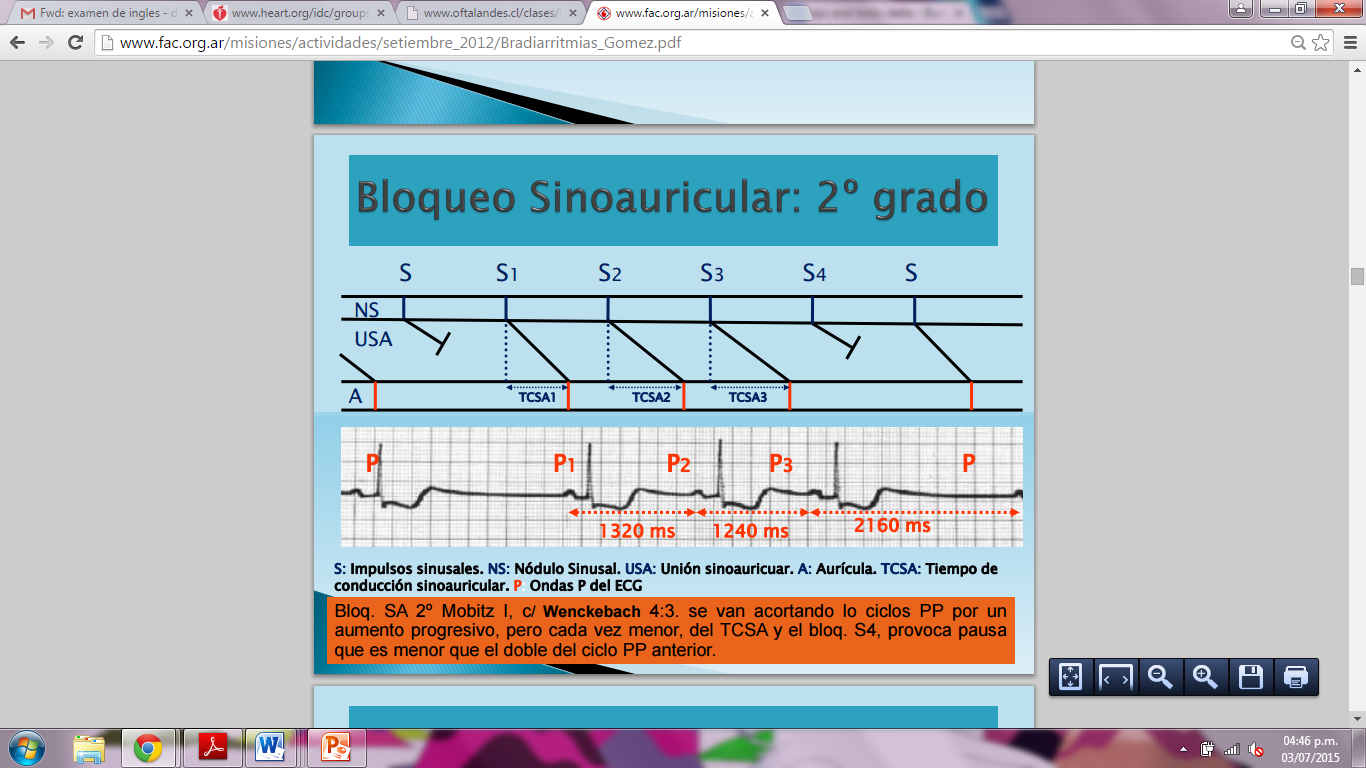 Fwd: examen de ingles - d
www.heart.org/idc/groups
www.oftalandes.cl/clases/
www.fac.org.ar/misiones/a
www.fac.org.ar/misiones/actividades/setiembre_2012/Bradiarritmias_Gomez.pdf
Bloqueo Sinoauricular: 2º grado
S S1 S2 S3 S4 S
NS
USA
A TCSA1 TCSA2 TCSA3
P P1 P2 P3 P
1320 ms 1240 ms 2160 ms
S: Impulsos sinusales. NS: Nódulo Sinusal. USA: Unión sinoauricuar. A: Aurícula. TCSA: Tiempo de
conducción sinoauricular. P: Ondas P del ECG
Bloq. SA 2º Mobitz I, c/ Wenckebach 4:3. se van acortando lo ciclos PP por un
aumento progresivo, pero cada vez menor, del TCSA y el bloq. S4, provoca pausa
que es menor que el doble del ciclo PP anterior.
04:46 p.m.
03/07/2015